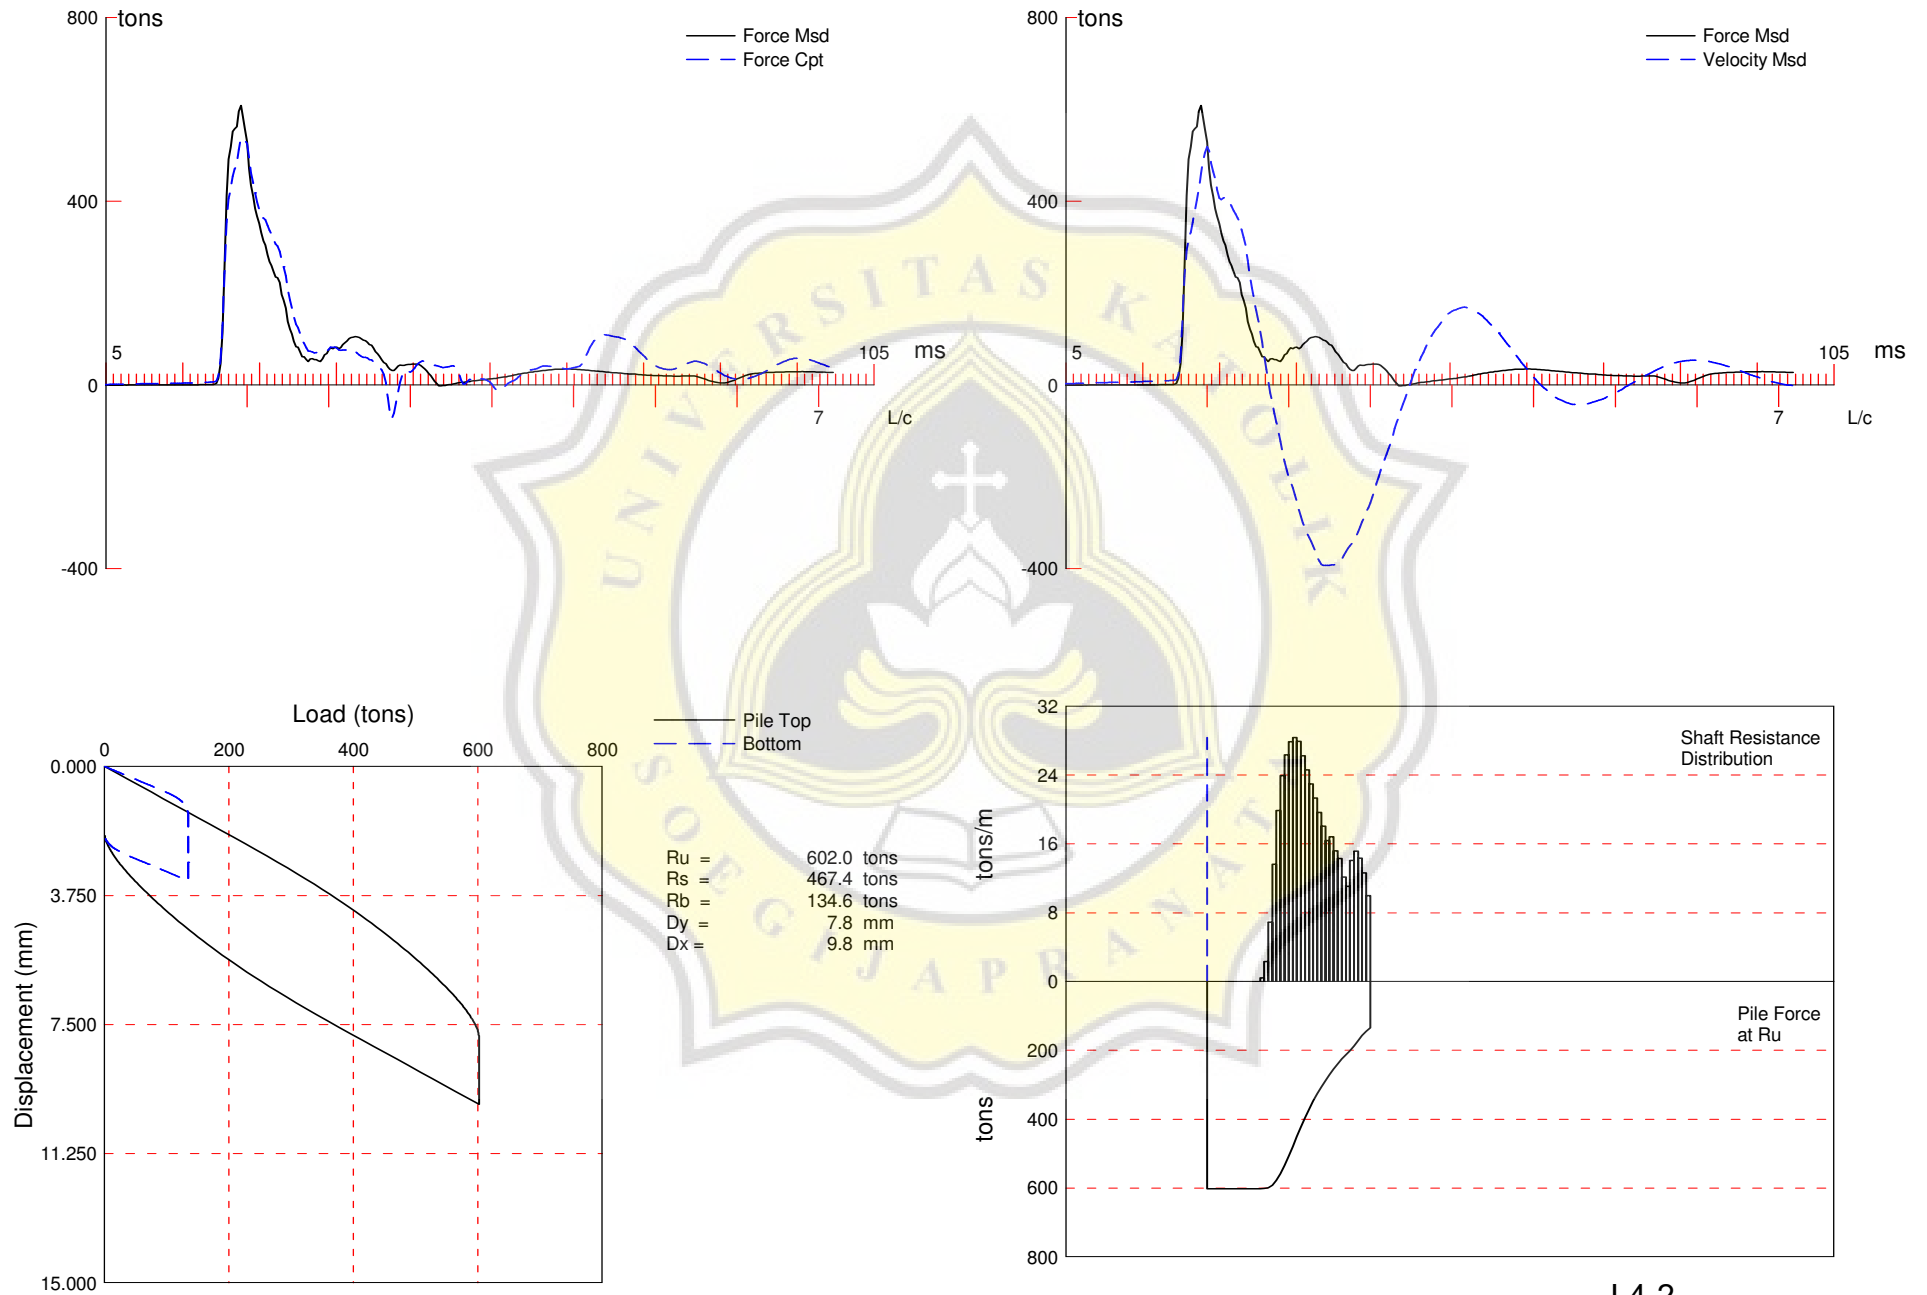 800 tons
Force Msd
Force Cpt
400
5
105 ms
0
7 L/c
-400
800 tons
Force Msd
Velocity Msd
400
5
105 ms
0
7 L/c
-400
UNIVERSITAS KATOLIK
SOEGIJAPRANATA
Load (tons)
0 200 400 600 800
Pile Top
Bottom
0.000
3.750
7.500
11.250
15.000
Displacement (mm)
Ru = 602.0 tons
Rs = 467.4 tons
Rb = 134.6 tons
Dy = 7.8 mm
Dx = 9.8 mm
32
24
16
8
0
200
400
600
800
tons/m
tons
Shaft Resistance
Distribution
Pile Force
at Ru